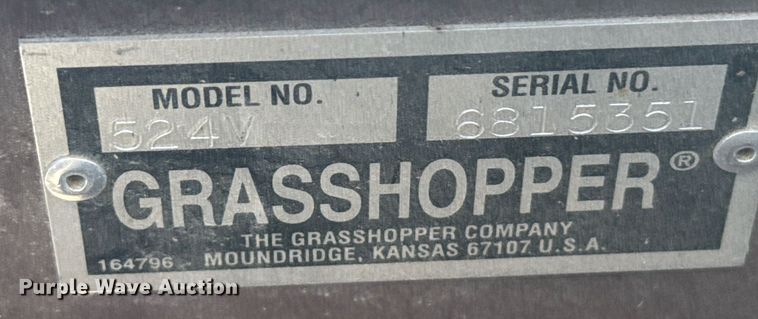 MODEL NO. SERIAL NO.
524V 6815351
GRASSHOPPER®
THE GRASSHOPPER COMPANY
164796 MOUNDRIDGE, KANSAS 67107 U.S.A.
Purple Wave Auction